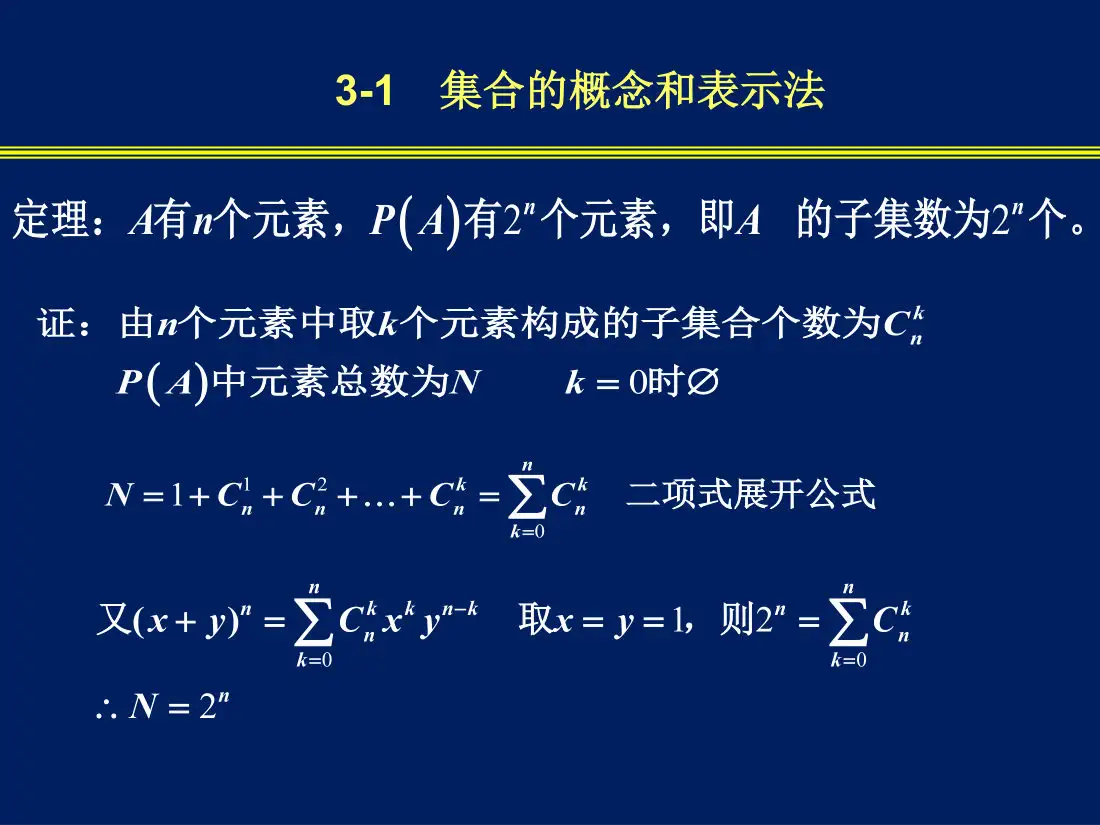 3-1 集合的概念和表示法
定理：A有n个元素，P(A)有2ⁿ个元素，即A 的子集数为2ⁿ个。
证：由n个元素中取k个元素构成的子集合个数为Cₙᵏ
P(A)中元素总数为N k = 0时∅
N = 1 + Cₙ¹ + Cₙ² + … + Cₙᵏ = ∑ₖ₌₀ⁿ Cₙᵏ 二项式展开公式
又(x + y)ⁿ = ∑ₖ₌₀ⁿ Cₙᵏ xᵏ yⁿ⁻ᵏ 取x = y = 1，则2ⁿ = ∑ₖ₌₀ⁿ Cₙᵏ
∴ N = 2ⁿ